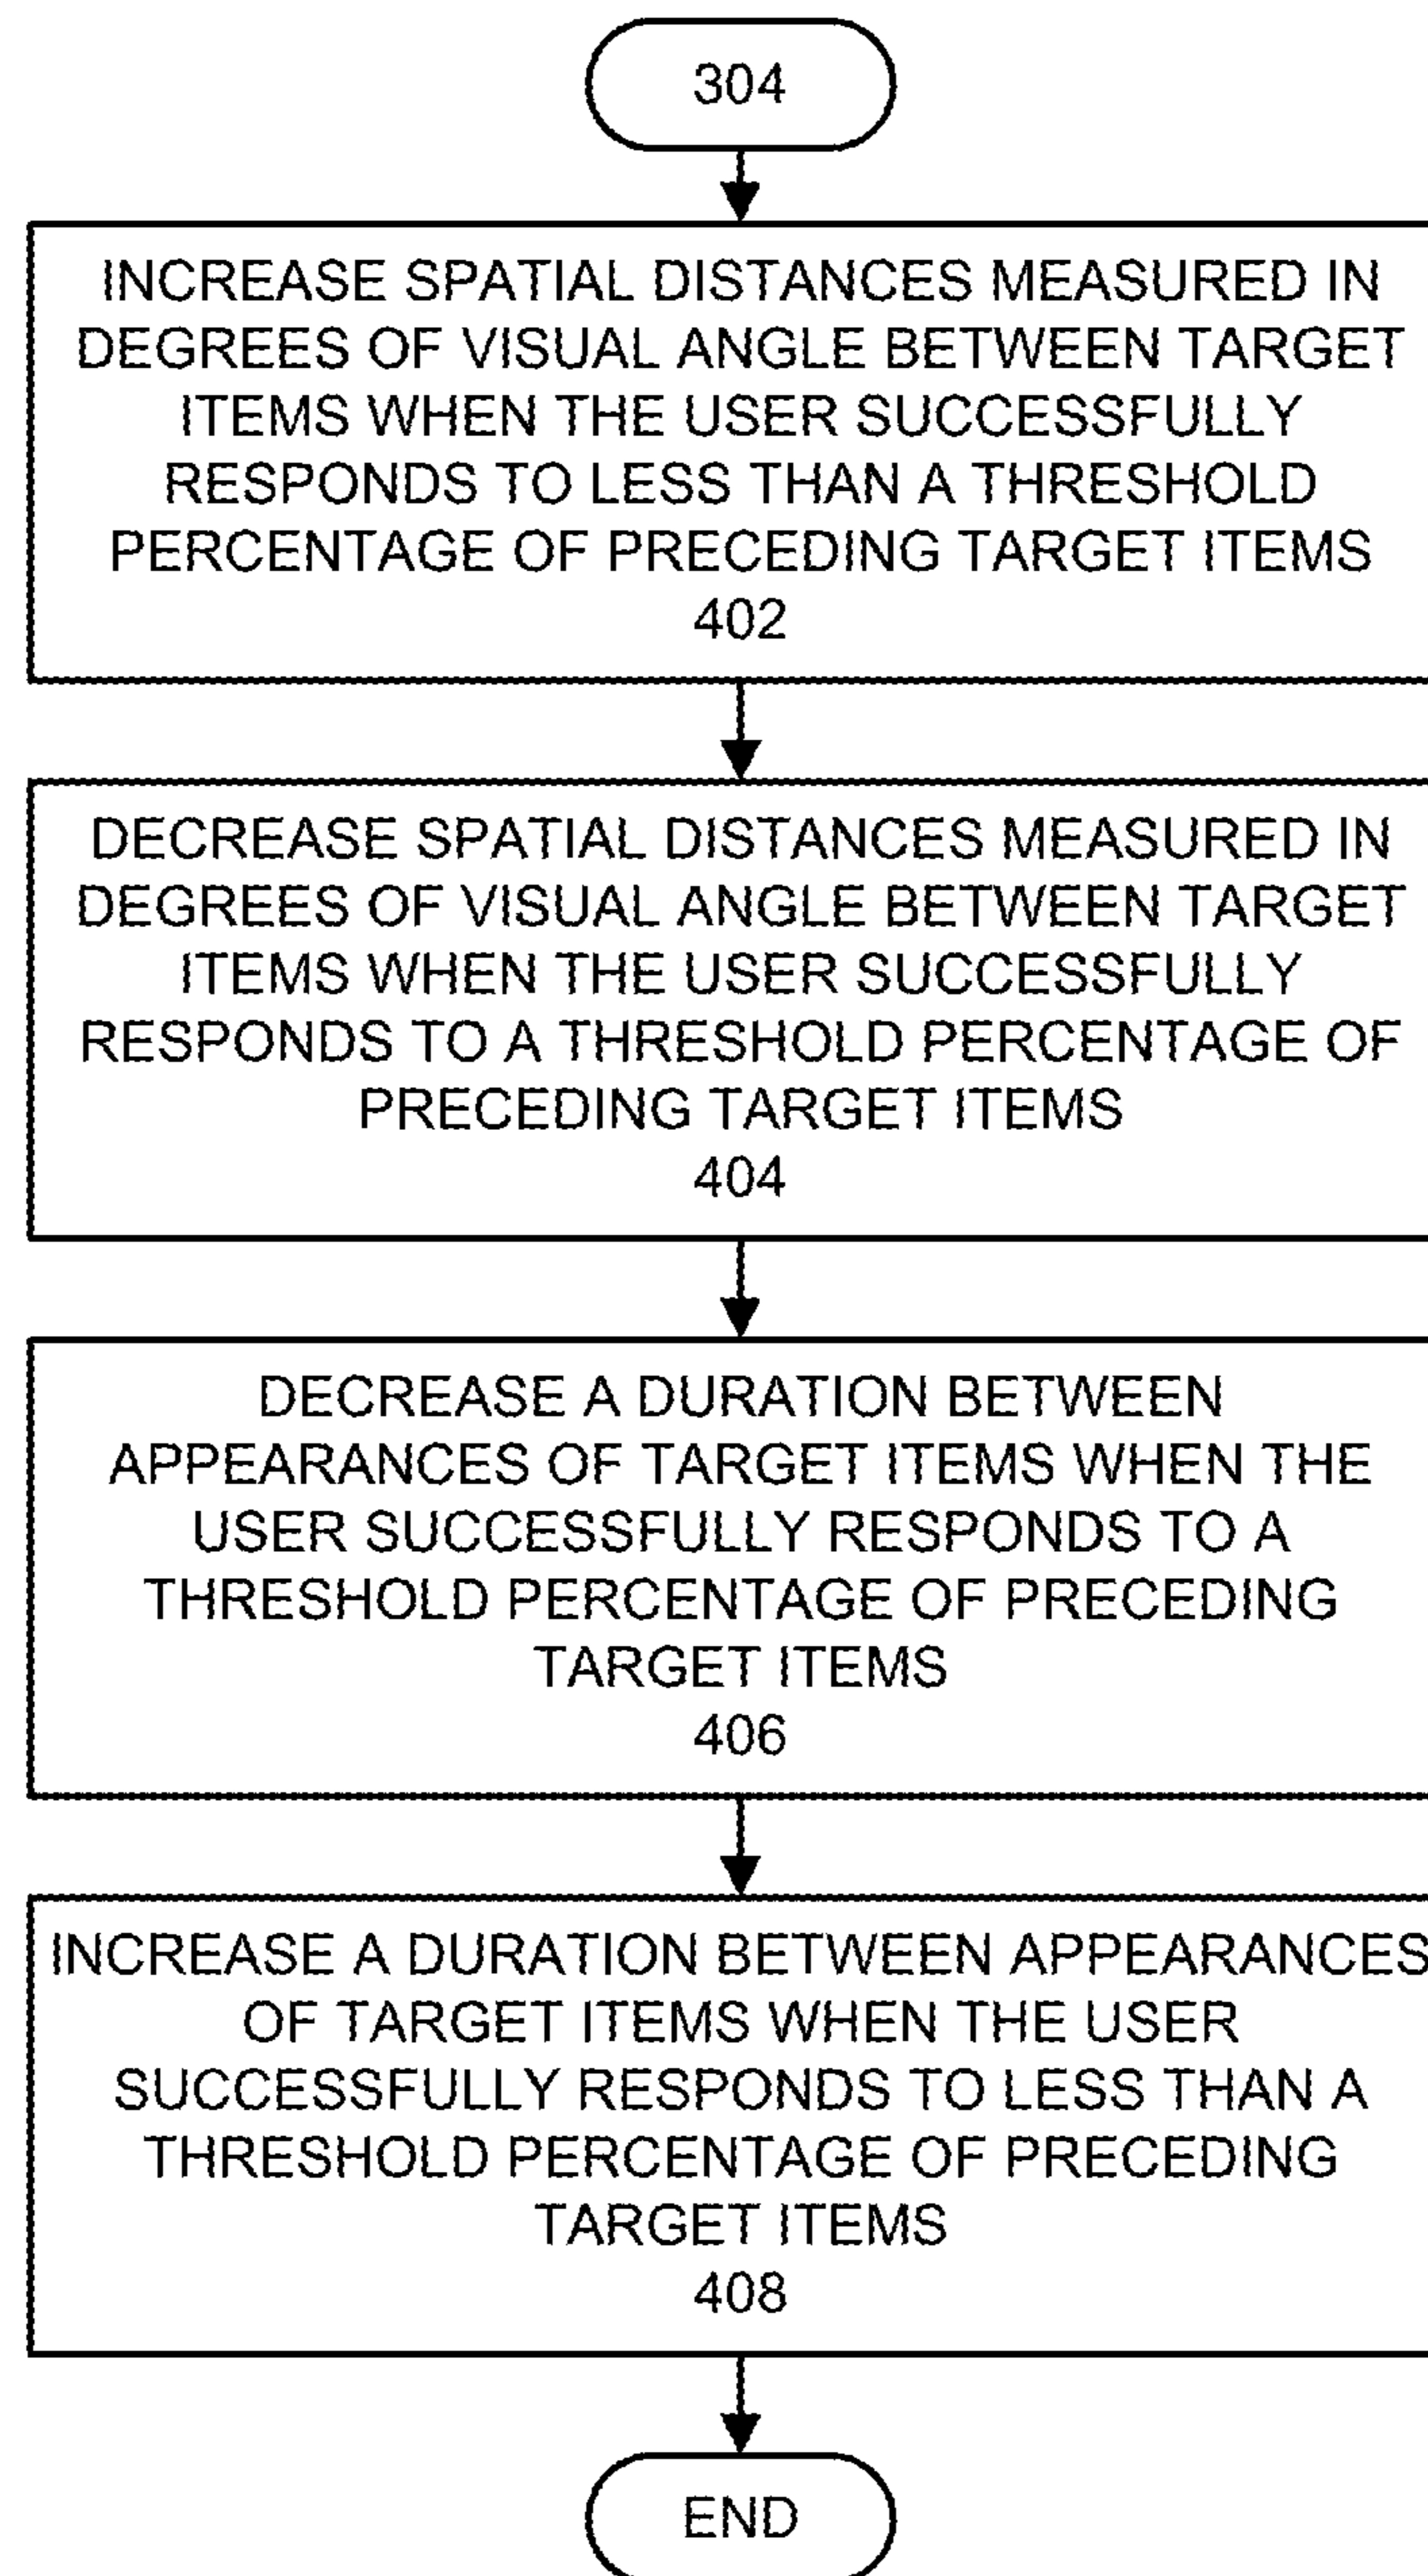 304
INCREASE SPATIAL DISTANCES MEASURED IN
DEGREES OF VISUAL ANGLE BETWEEN TARGET
ITEMS WHEN THE USER SUCCESSFULLY
RESPONDS TO LESS THAN A THRESHOLD
PERCENTAGE OF PRECEDING TARGET ITEMS
402
DECREASE SPATIAL DISTANCES MEASURED IN
DEGREES OF VISUAL ANGLE BETWEEN TARGET
ITEMS WHEN THE USER SUCCESSFULLY
RESPONDS TO A THRESHOLD PERCENTAGE OF
PRECEDING TARGET ITEMS
404
DECREASE A DURATION BETWEEN
APPEARANCES OF TARGET ITEMS WHEN THE
USER SUCCESSFULLY RESPONDS TO A
THRESHOLD PERCENTAGE OF PRECEDING
TARGET ITEMS
406
INCREASE A DURATION BETWEEN APPEARANCES
OF TARGET ITEMS WHEN THE USER
SUCCESSFULLY RESPONDS TO LESS THAN A
THRESHOLD PERCENTAGE OF PRECEDING
TARGET ITEMS
408
END